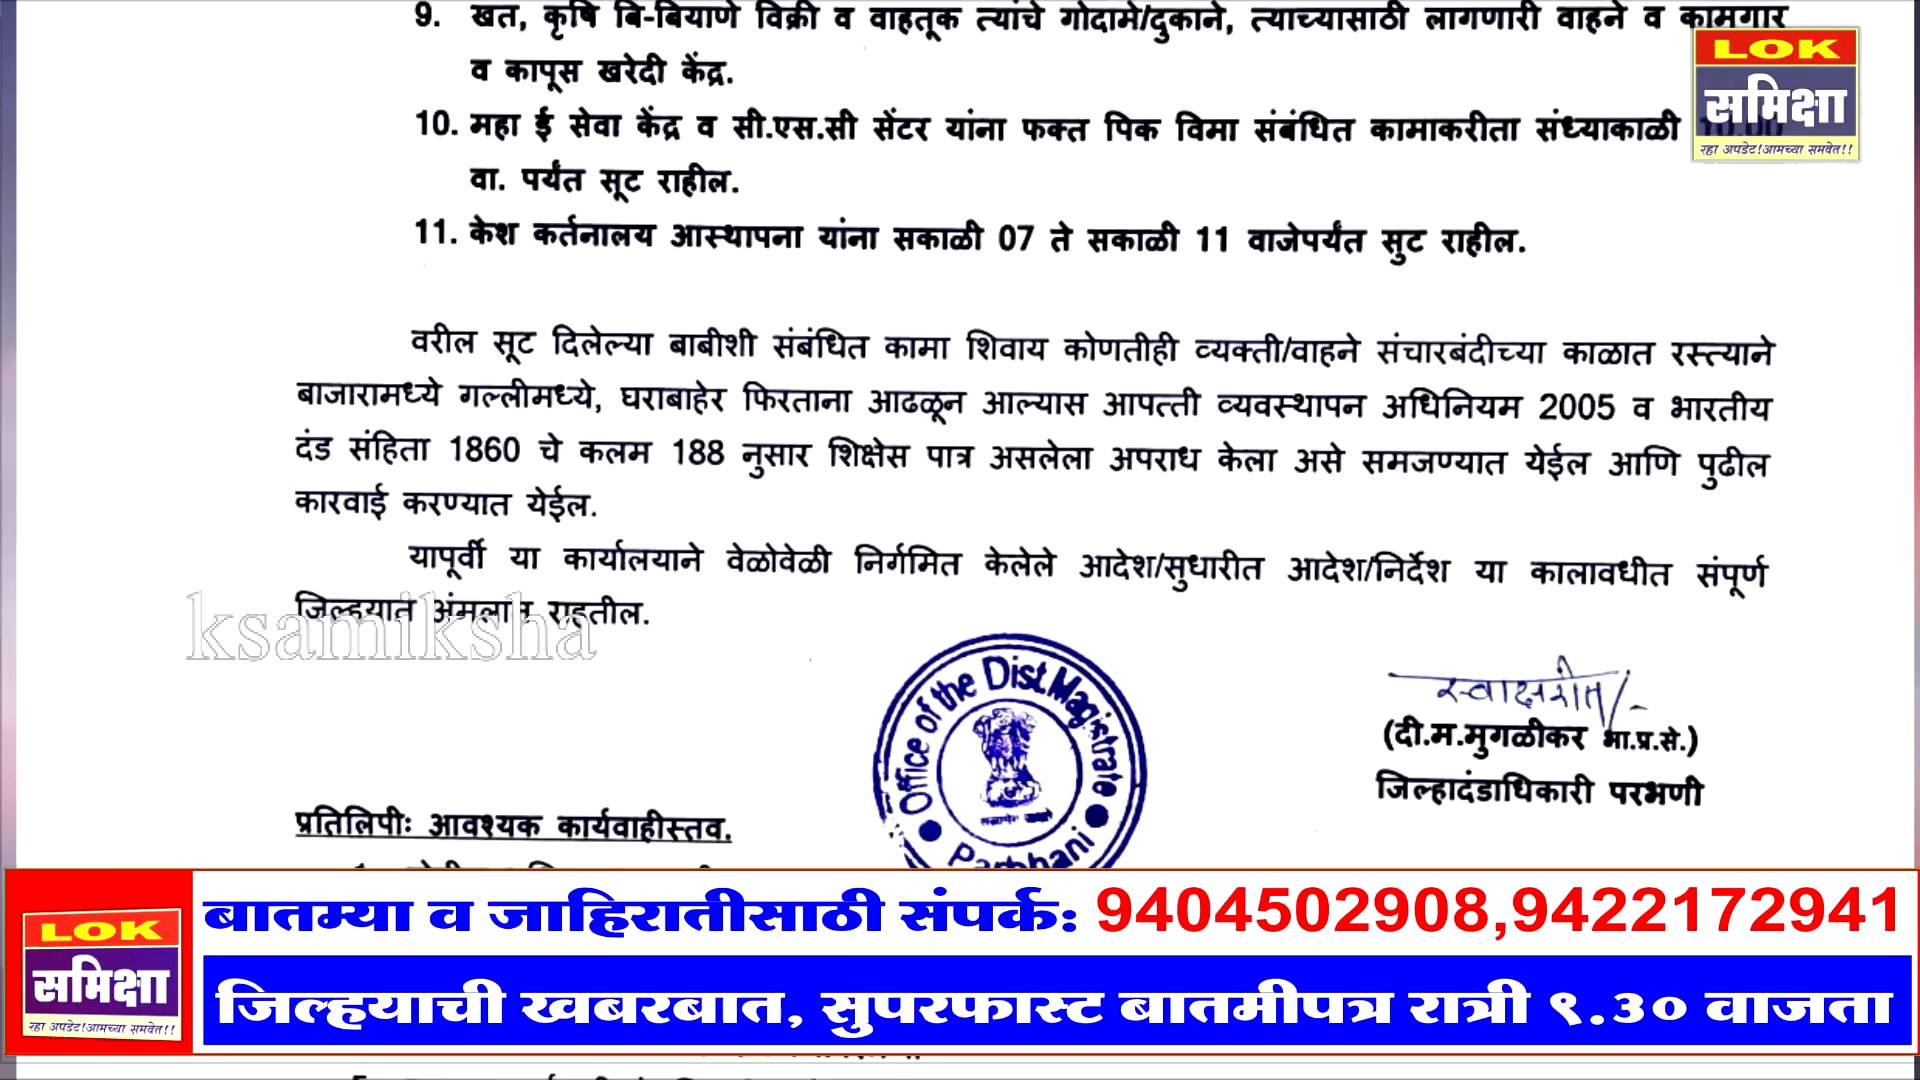 9. खत, कृषि बि-बियाणे विक्री व वाहतूक त्यांचे गोदामे/दुकाने, त्याच्यासाठी लागणारी वाहने व कामगार
व कापूस खरेदी केंद्र.
10. महा ई सेवा केंद्र व सी.एस.सी सेंटर यांना फक्त पिक विमा संबंधित कामाकरीता संध्याकाळी
वा. पर्यंत सूट राहील.
11. केश कर्तनालय आस्थापना यांना सकाळी 07 ते सकाळी 11 वाजेपर्यंत सुट राहील.
LOK
समिक्षा
रहा अपडेट!आमच्या समवेत!!
वरील सूट दिलेल्या बाबीशी संबंधित कामा शिवाय कोणतीही व्यक्ती/वाहने संचारबंदीच्या काळात रस्त्याने
बाजारामध्ये गल्लीमध्ये, घराबाहेर फिरताना आढळून आल्यास आपत्ती व्यवस्थापन अधिनियम 2005 व भारतीय
दंड संहिता 1860 चे कलम 188 नुसार शिक्षेस पात्र असलेला अपराध केला असे समजण्यात येईल आणि पुढील
कारवाई करण्यात येईल.
यापूर्वी या कार्यालयाने वेळोवेळी निर्गमित केलेले आदेश/सुधारीत आदेश/निर्देश या कालावधीत संपूर्ण
जिल्हयात अंमलात राहतील.
ksamiksha
Office of the Dist. Magistrate
Parbhani
स्वाक्षरीत/-
(दी.म.मुगळीकर भा.प्र.से.)
जिल्हादंडाधिकारी परभणी
प्रतिलिपीः आवश्यक कार्यवाहीस्तव.
LOK
समिक्षा
रहा अपडेट!आमच्या समवेत!!
बातम्या व जाहिरातीसाठी संपर्क: 9404502908,9422172941
जिल्हयाची खबरबात, सुपरफास्ट बातमीपत्र रात्री ९.३० वाजता